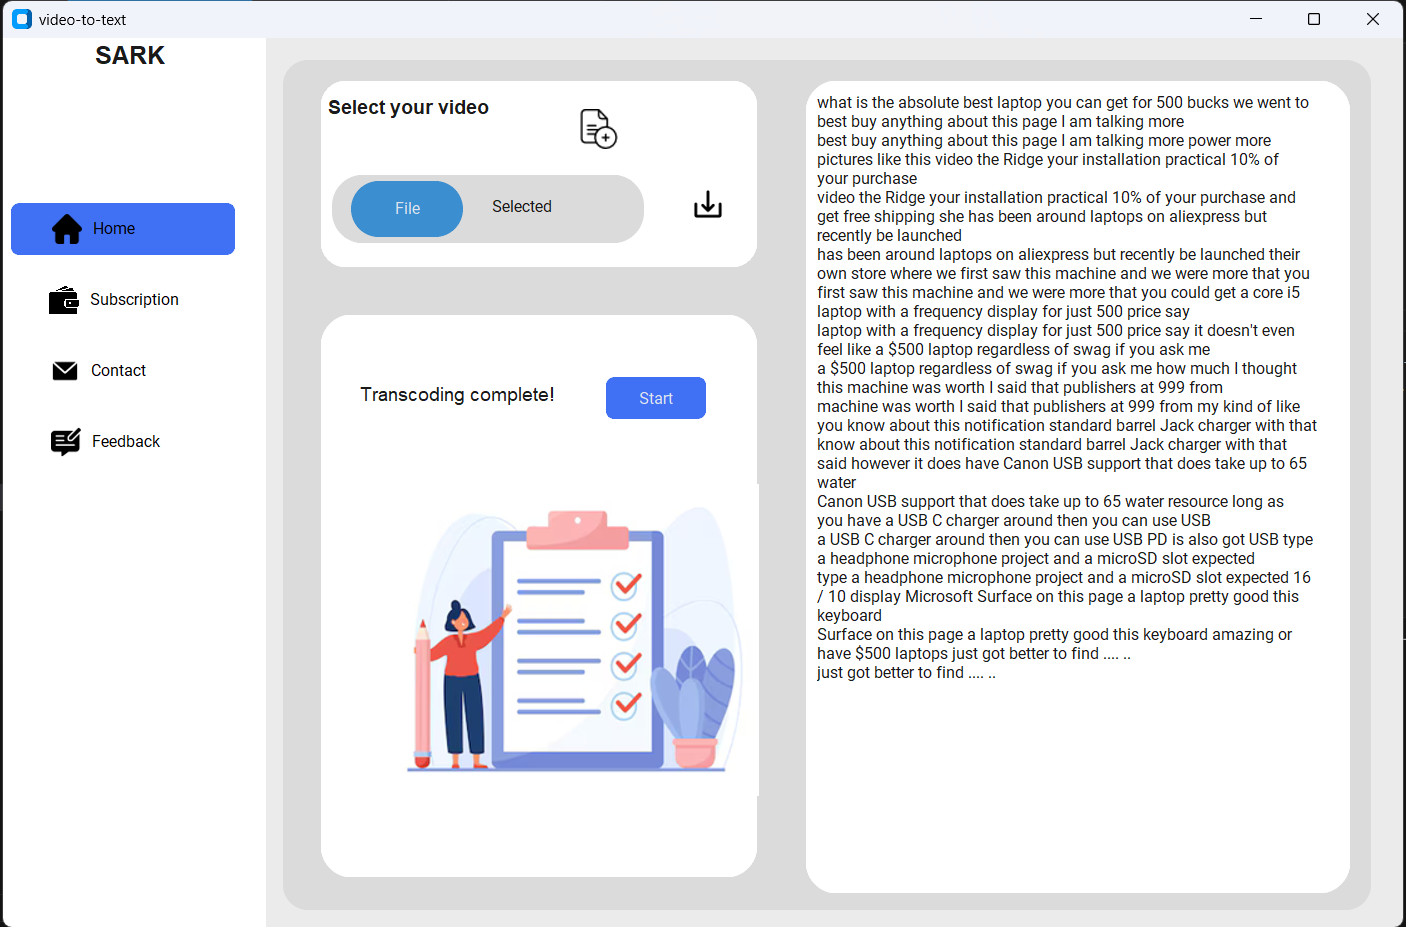 video-to-text
SARK
Home
Subscription
Contact
Feedback
Select your video
File
Selected
Transcoding complete!
Start
what is the absolute best laptop you can get for 500 bucks we went to
best buy anything about this page I am talking more
best buy anything about this page I am talking more power more
pictures like this video the Ridge your installation practical 10% of
your purchase
video the Ridge your installation practical 10% of your purchase and
get free shipping she has been around laptops on aliexpress but
recently be launched
has been around laptops on aliexpress but recently be launched their
own store where we first saw this machine and we were more that you
first saw this machine and we were more that you could get a core i5
laptop with a frequency display for just 500 price say
laptop with a frequency display for just 500 price say it doesn't even
feel like a $500 laptop regardless of swag if you ask me
a $500 laptop regardless of swag if you ask me how much I thought
this machine was worth I said that publishers at 999 from
machine was worth I said that publishers at 999 from my kind of like
you know about this notification standard barrel Jack charger with that
know about this notification standard barrel Jack charger with that
said however it does have Canon USB support that does take up to 65
water
Canon USB support that does take up to 65 water resource long as
you have a USB C charger around then you can use USB
a USB C charger around then you can use USB PD is also got USB type
a headphone microphone project and a microSD slot expected
type a headphone microphone project and a microSD slot expected 16
/ 10 display Microsoft Surface on this page a laptop pretty good this
keyboard
Surface on this page a laptop pretty good this keyboard amazing or
have $500 laptops just got better to find .... ..
just got better to find .... ..